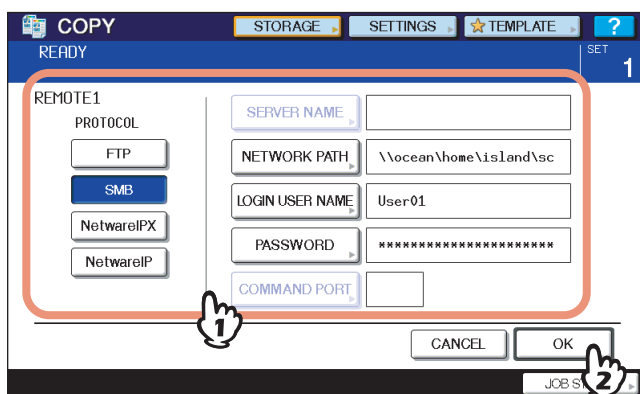 COPY STORAGE SETTINGS TEMPLATE ?
READY SET
1
REMOTE1
PROTOCOL
FTP
SMB
NetwareIPX
NetwareIP
SERVER NAME
NETWORK PATH \\ocean\home\island\sc
LOGIN USER NAME User01
PASSWORD **********************
COMMAND PORT
1
CANCEL OK
2
JOB